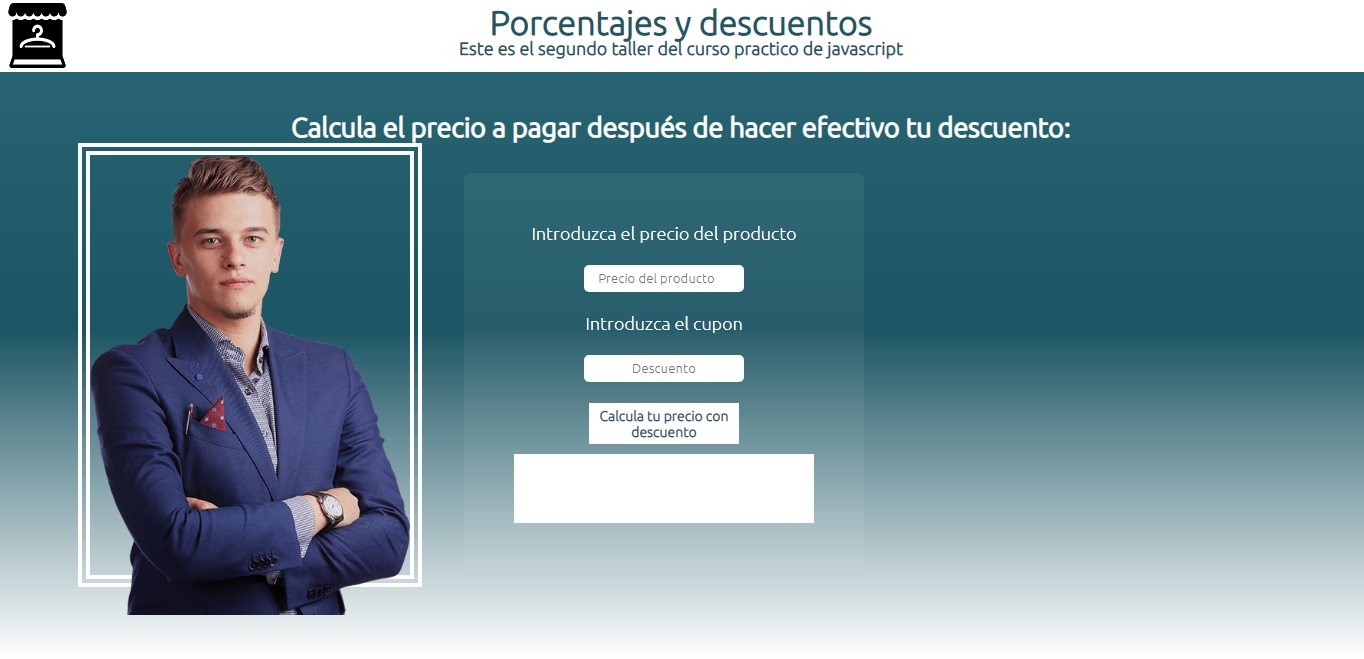 Porcentajes y descuentos
Este es el segundo taller del curso practico de javascript
Calcula el precio a pagar después de hacer efectivo tu descuento:
Introduzca el precio del producto
Precio del producto
Introduzca el cupon
Descuento
Calcula tu precio con
descuento